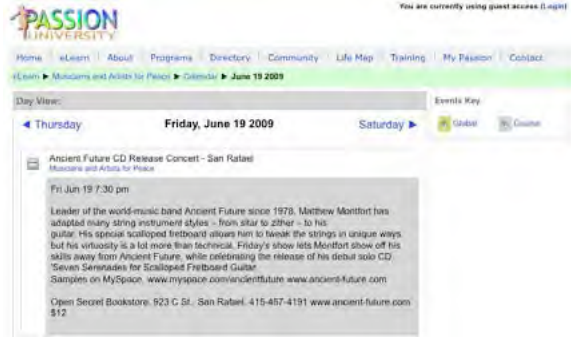 You are currently using guest access (Login)
PASSION
UNIVERSITY
Home eLearn About Programs Directory Community Life Map Training My Passion Contact
eLearn ► Musicians and Artists for Peace ► Calendar ► June 19 2009
Day View:
Events Key
◄ Thursday Friday, June 19 2009 Saturday ►
Global Course
Ancient Future CD Release Concert - San Rafael
Musicians and Artists for Peace
Fri Jun 19 7:30 pm
Leader of the world-music band Ancient Future since 1978, Matthew Montfort has
adapted many string instrument styles - from sitar to zither - to his
guitar. His special scalloped fretboard allows him to tweak the strings in unique ways
but his virtuosity is a lot more than technical. Friday's show lets Montfort show off his
skills away from Ancient Future, while celebrating the release of his debut solo CD
'Seven Serenades for Scalloped Fretboard Guitar.'
Samples on MySpace. www.myspace.com/ancientfuture www.ancient-future.com
Open Secret Bookstore. 923 C St., San Rafael. 415-457-4191 www.ancient-future.com
$12